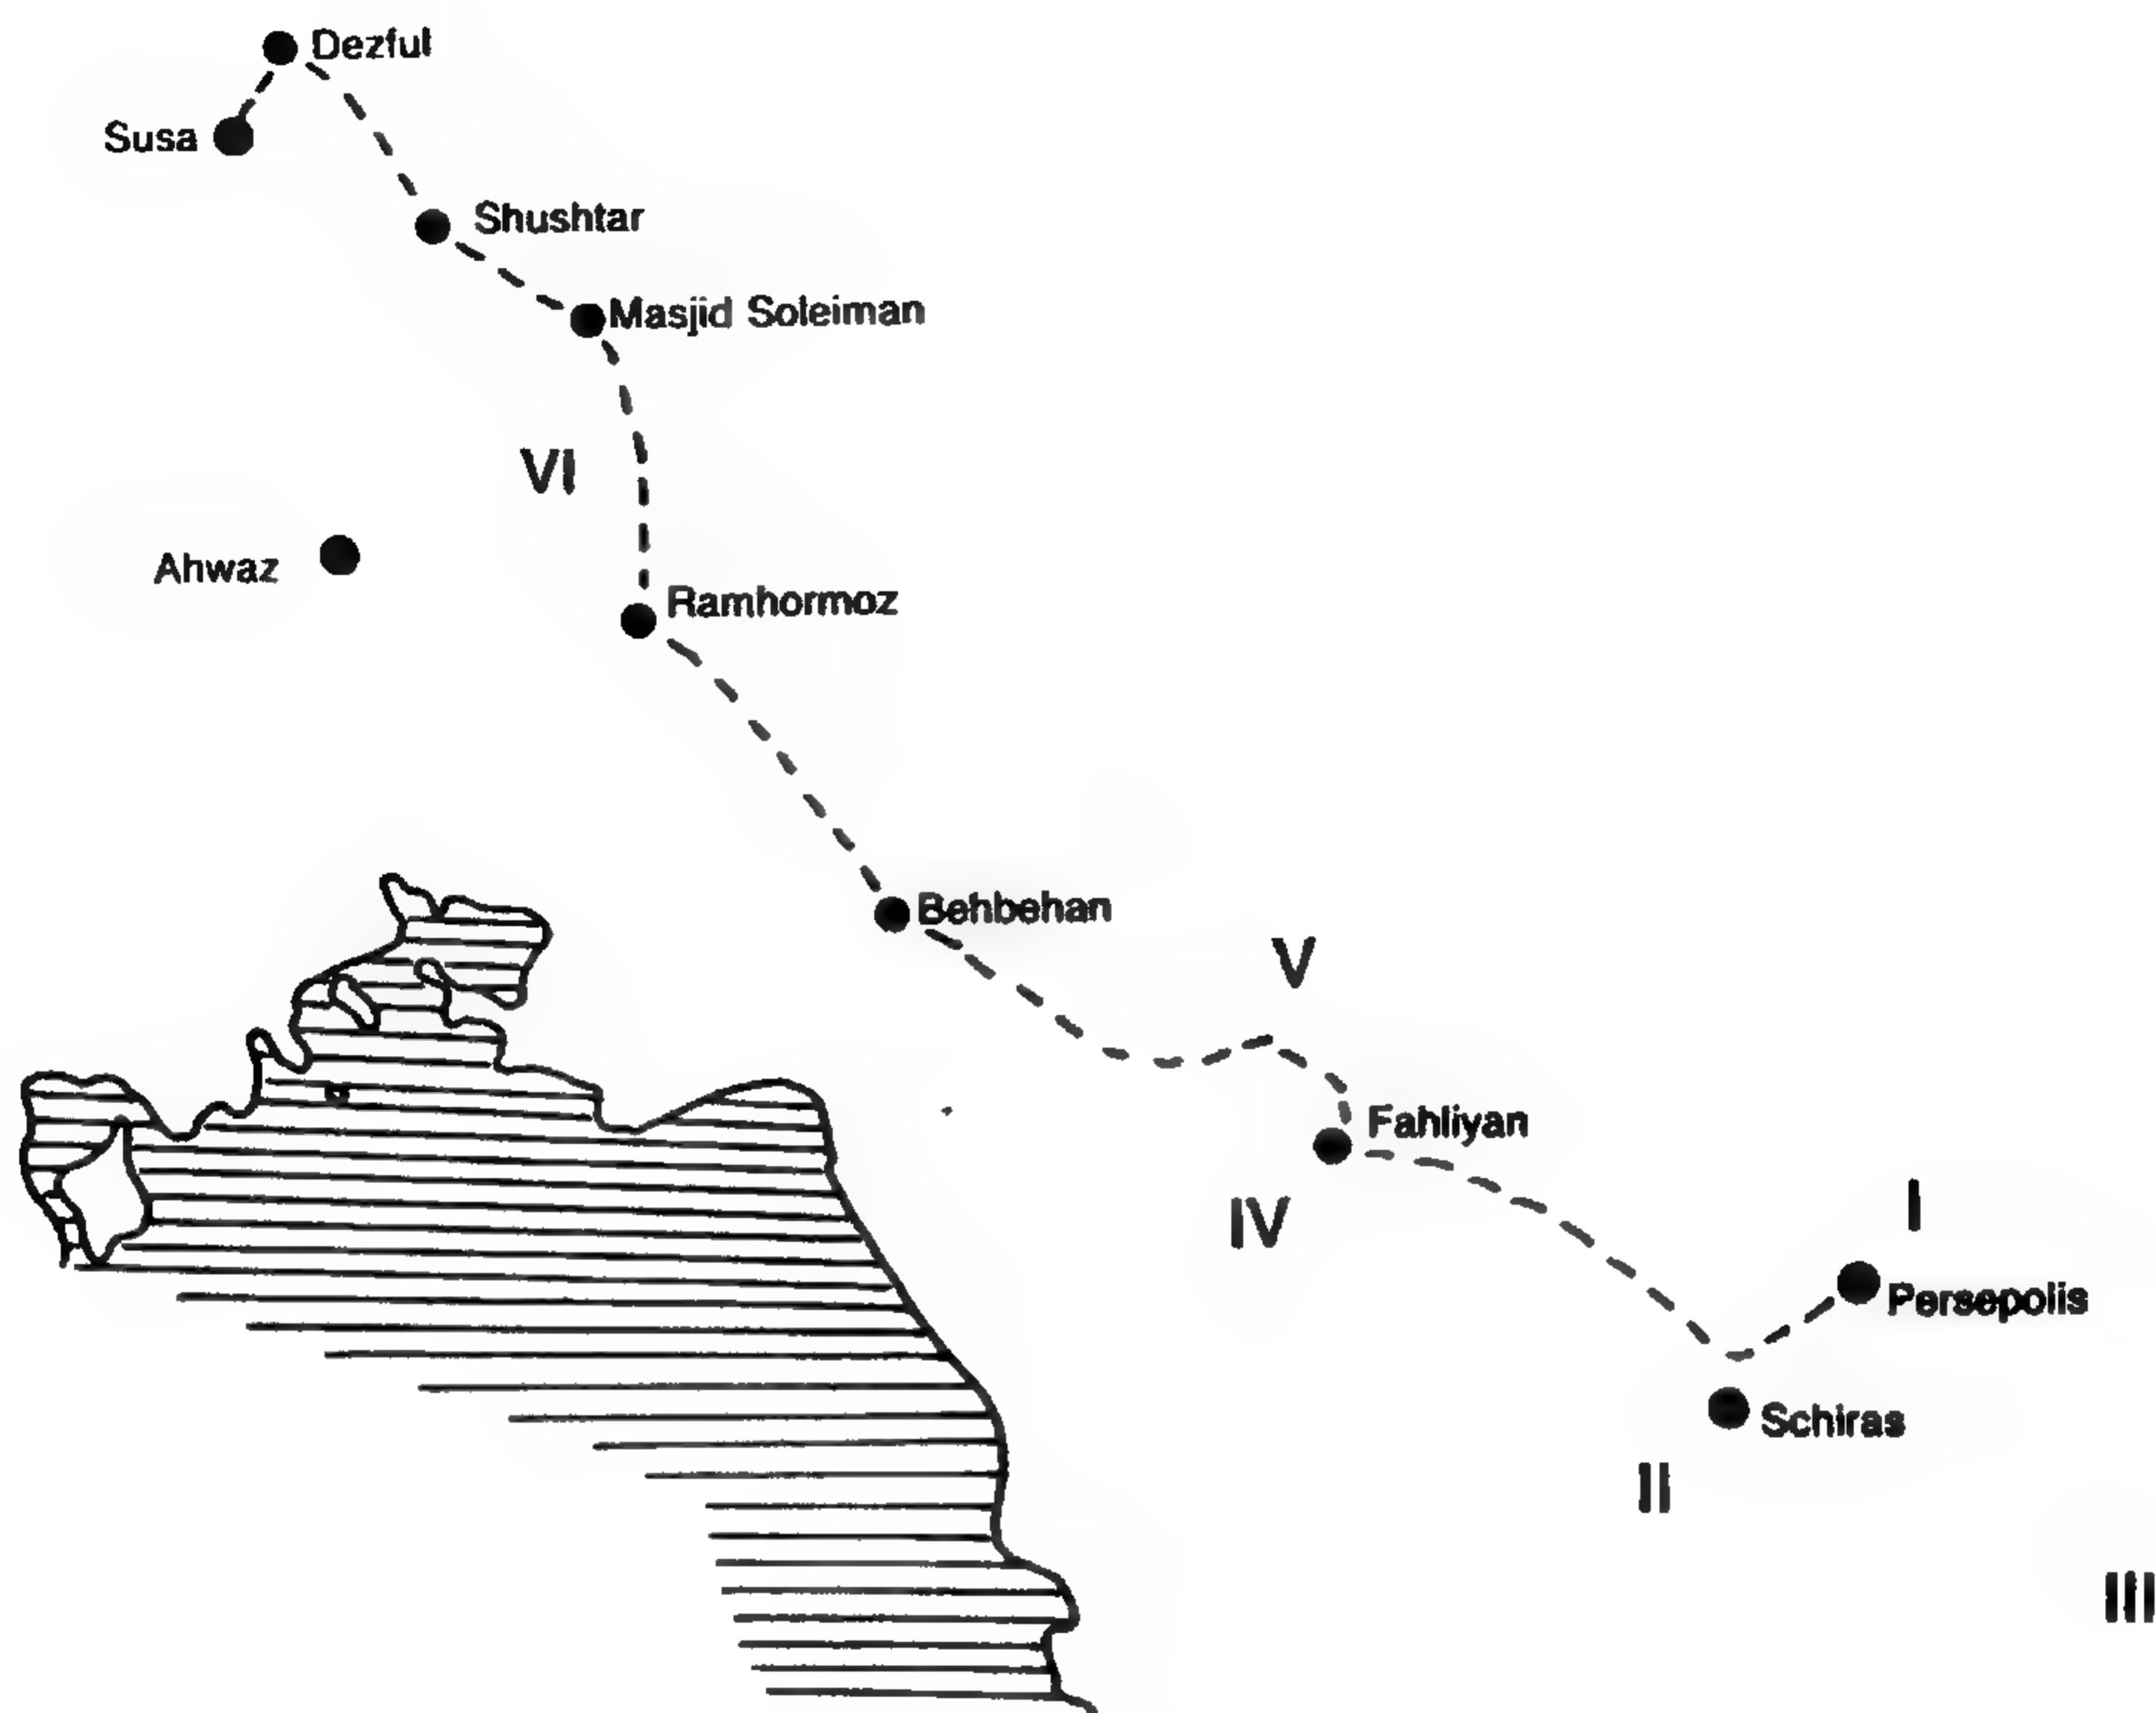 Dezful
Susa
Shushtar
Masjid Soleiman
VI
Ahwaz
Ramhormoz
Behbehan
V
Fahliyan
IV
I
Persepolis
Schiras
II
III